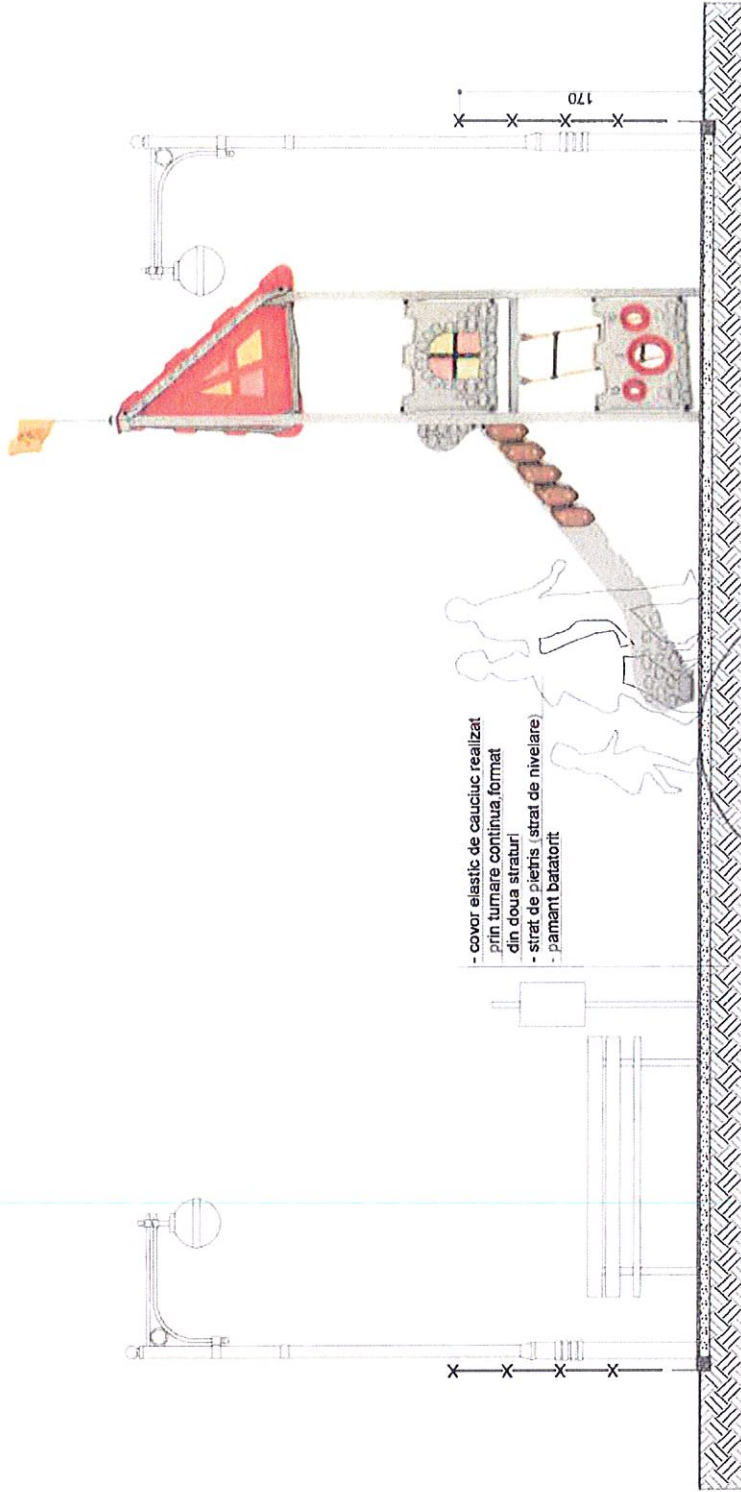 - covor elastic de cauciuc realizat
prin turnare continua,format
din doua straturi
- strat de pietris (strat de nivelare)
- pamant batatorit
170